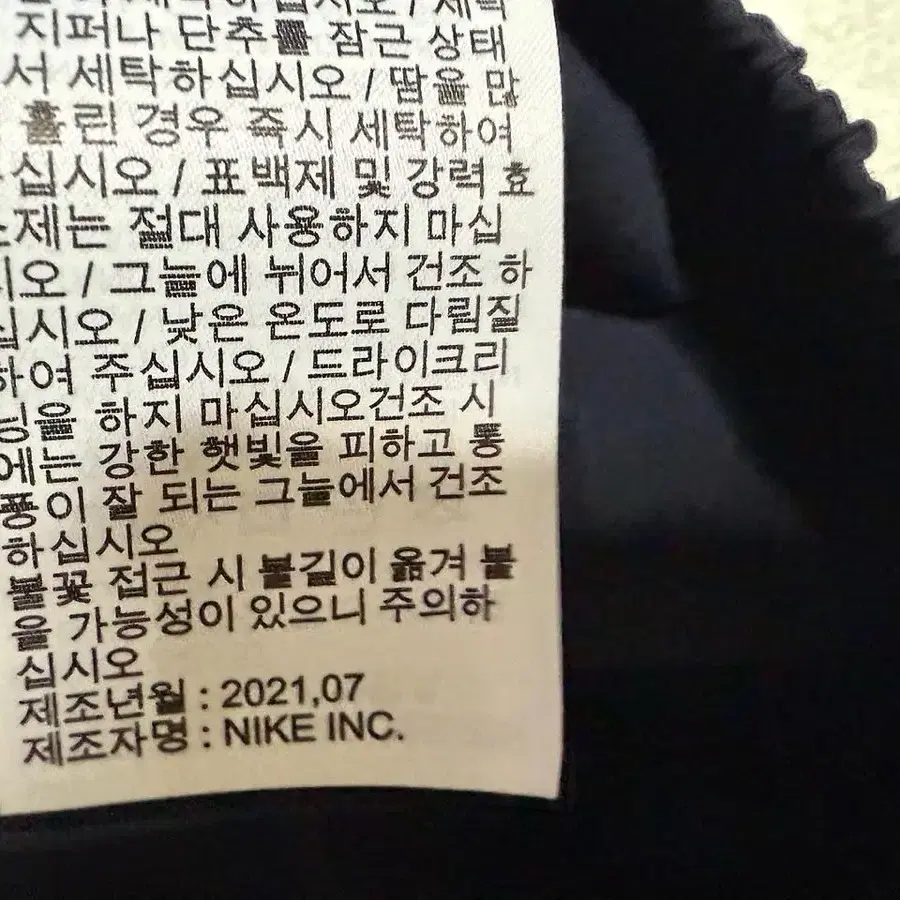 하십시오 / 세탁
지퍼나 단추를 잠근 상태
서 세탁하십시오 / 땀을 많
흘린 경우 즉시 세탁하여
십시오 / 표백제 및 강력 효
소제는 절대 사용하지 마십
시오 / 그늘에 뉘어서 건조 하
십시오 / 낮은 온도로 다림질
하여 주십시오 / 드라이크리
닝을 하지 마십시오건조 시
에는 강한 햇빛을 피하고 통
풍이 잘 되는 그늘에서 건조
하십시오
불꽃 접근 시 불길이 옮겨 붙
을 가능성이 있으니 주의하
십시오
제조년월 : 2021,07
제조자명 : NIKE INC.